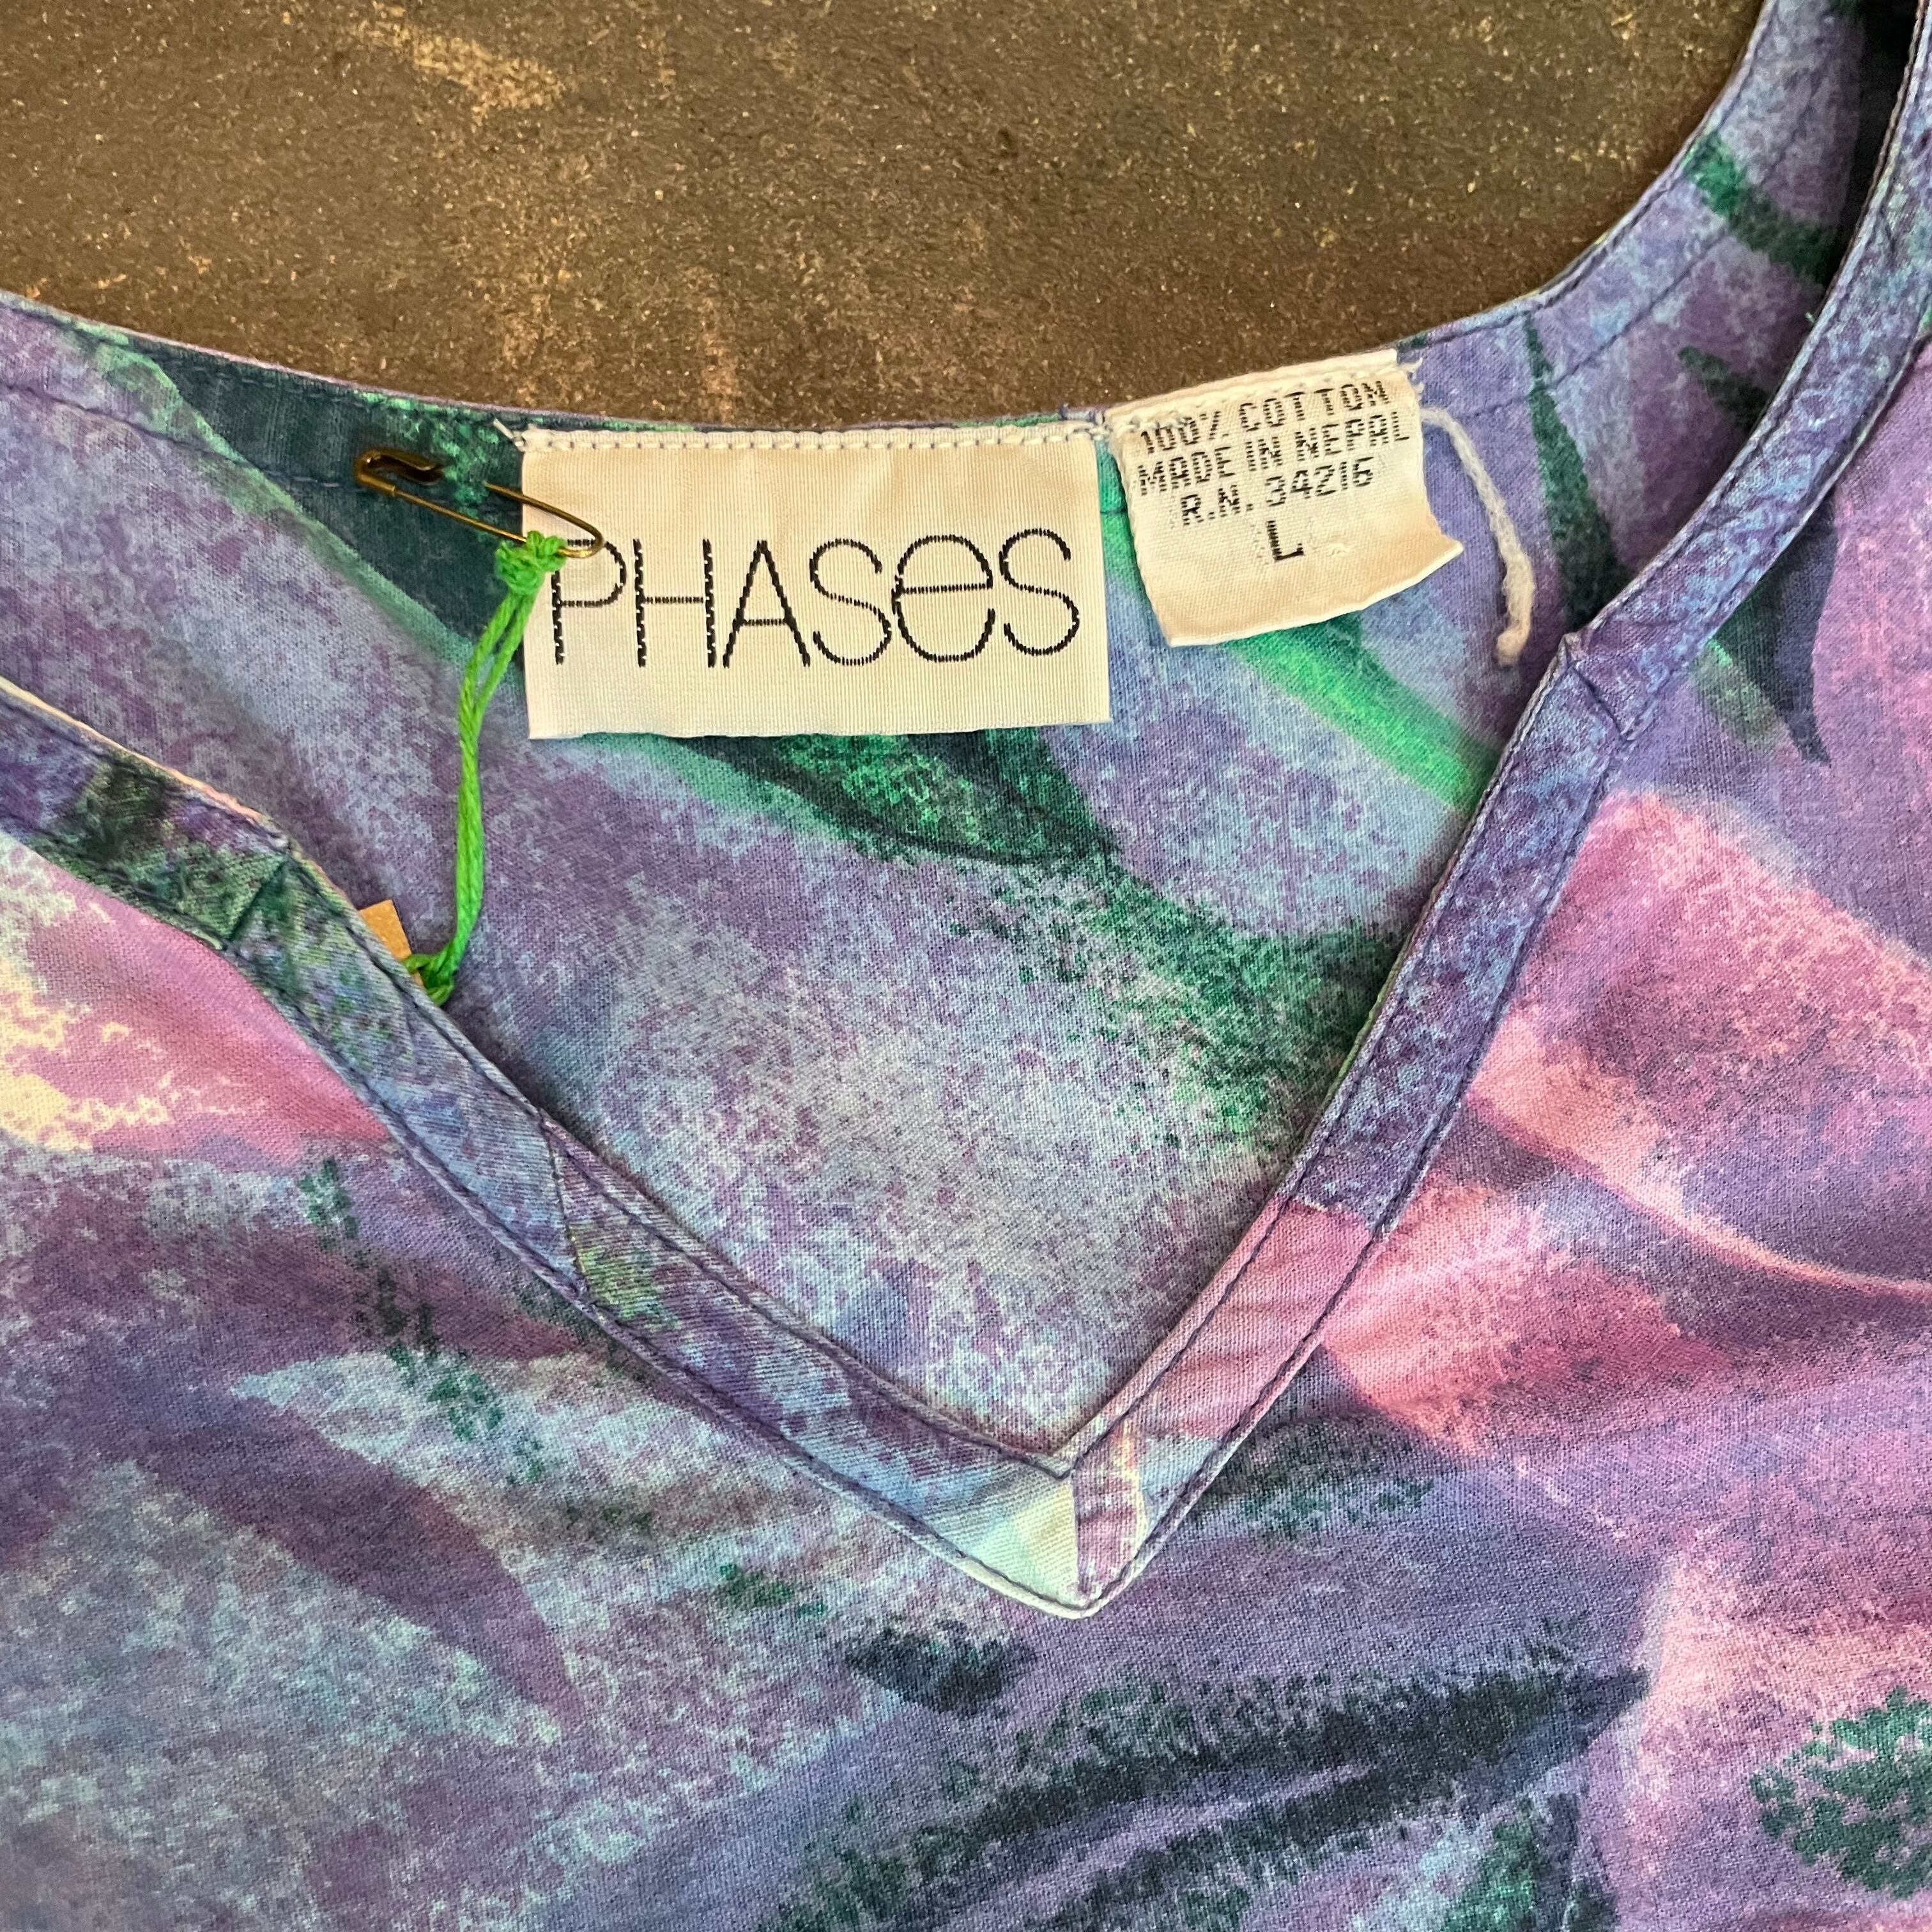 PHASeS
100% COTTON
MADE IN NEPAL
R.N. 34216
L